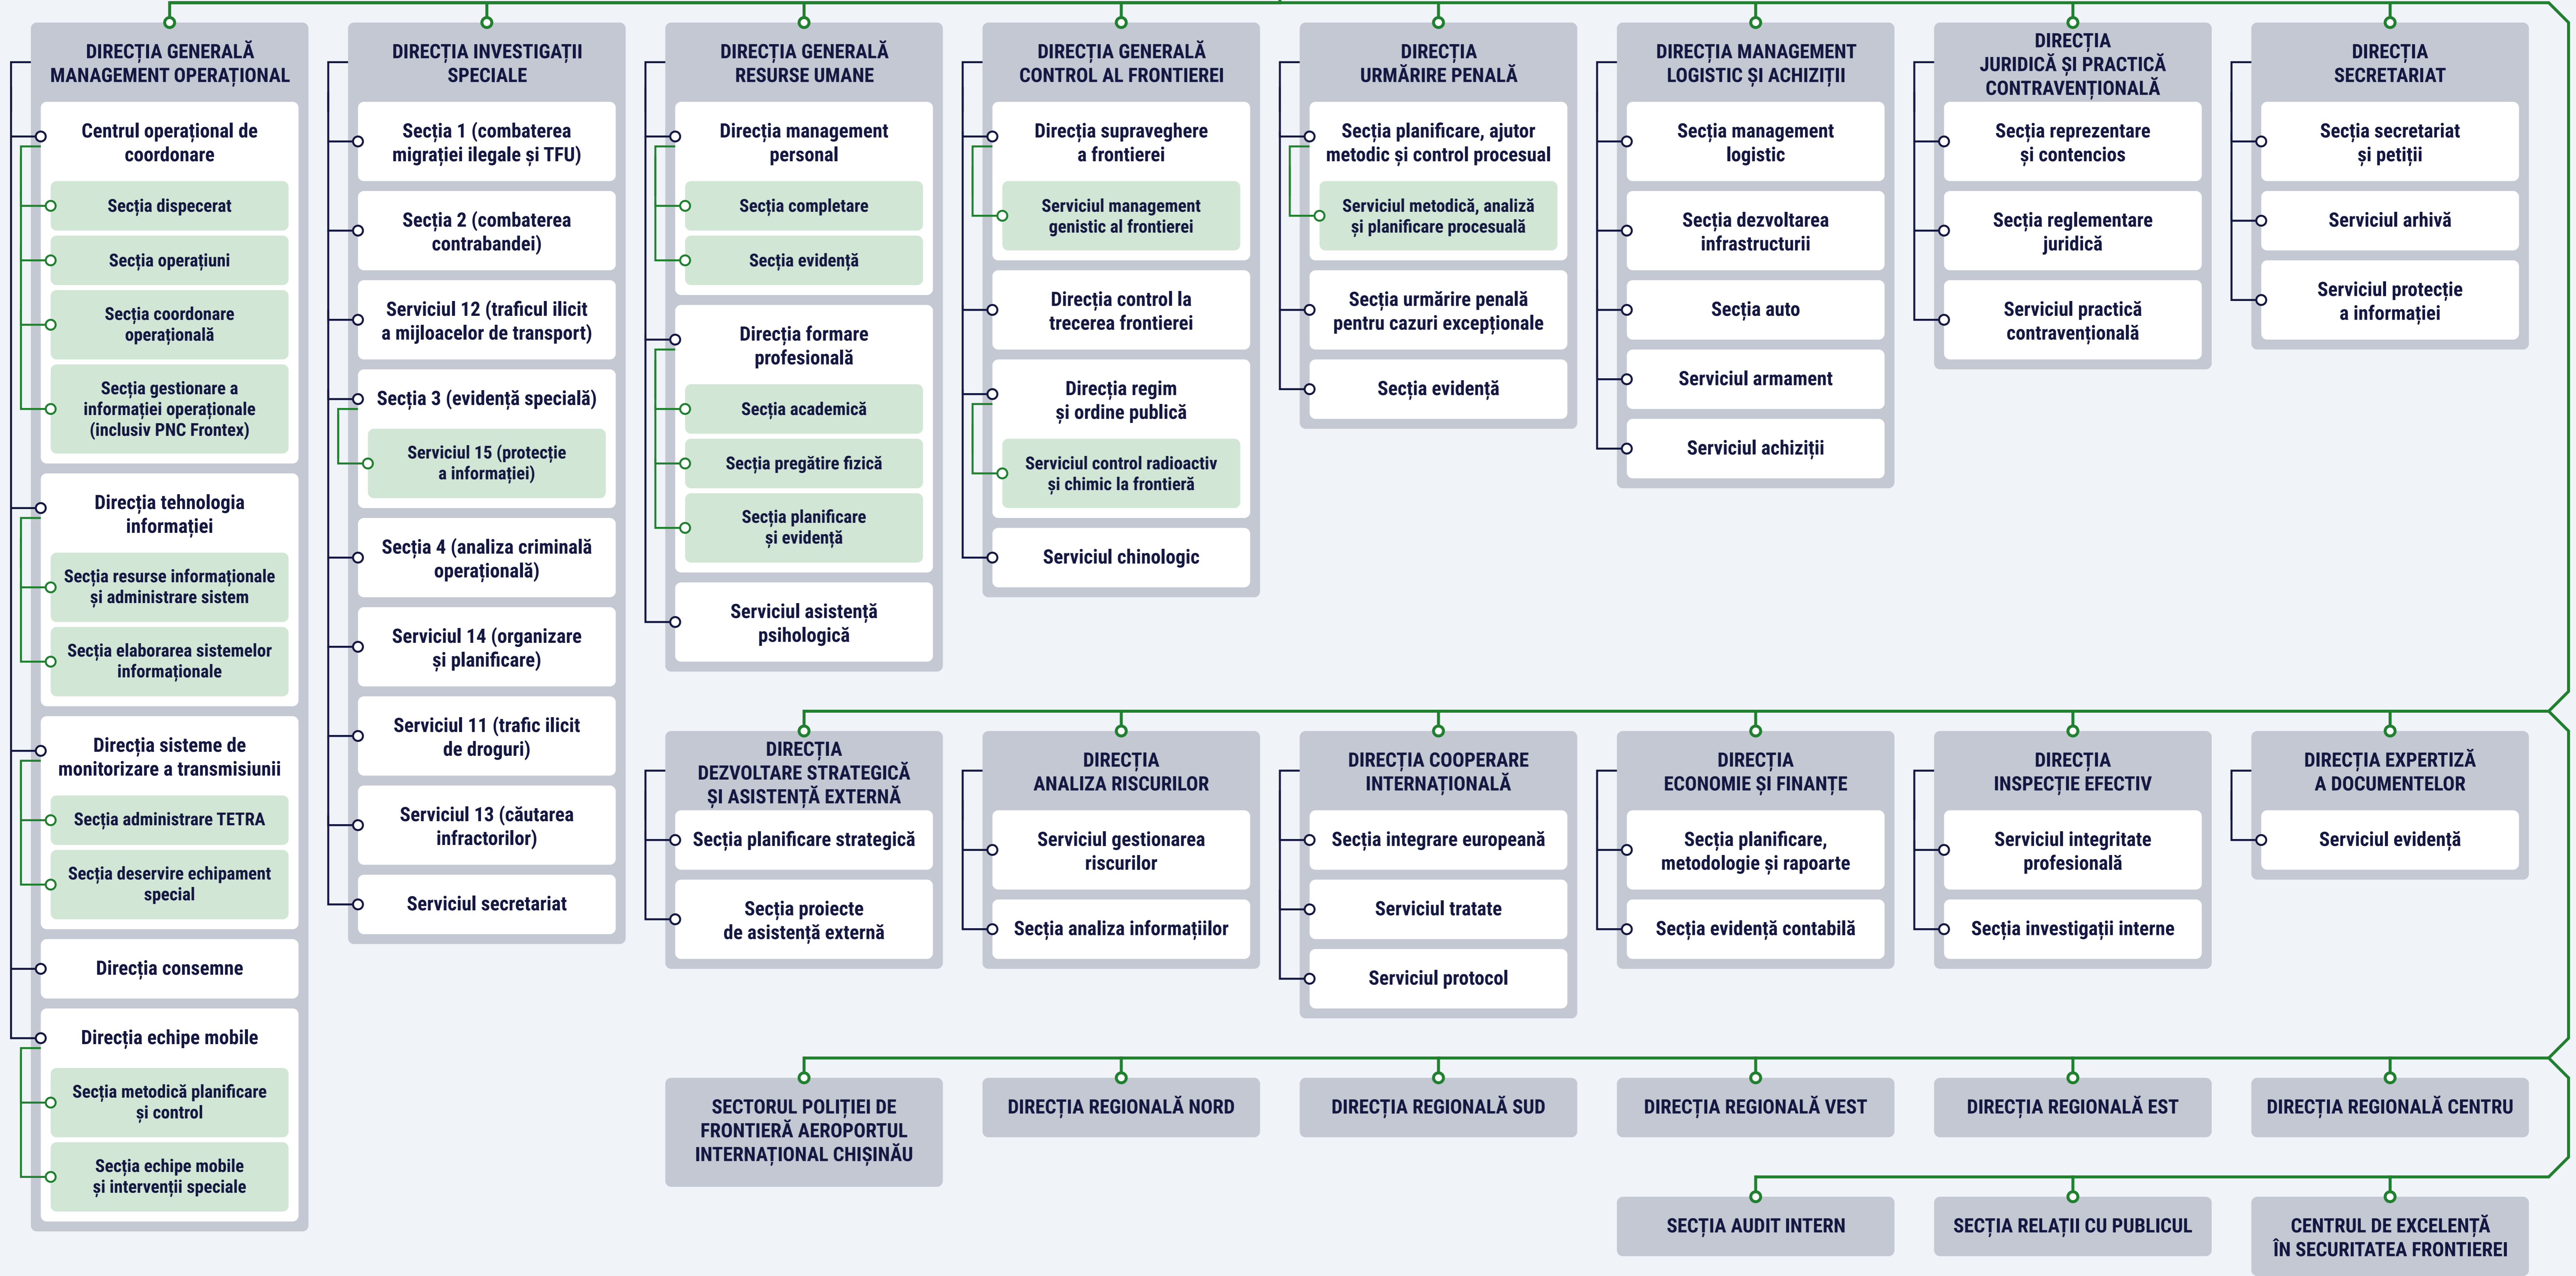 DIRECȚIA GENERALĂ
MANAGEMENT OPERAȚIONAL
Centrul operațional de
coordonare
Secția dispecerat
Secția operațiuni
Secția coordonare
operațională
Secția gestionare a
informației operaționale
(inclusiv PNC Frontex)
Direcția tehnologia
informației
Secția resurse informaționale
și administrare sistem
Secția elaborarea sistemelor
informaționale
Direcția sisteme de
monitorizare a transmisiunii
Secția administrare TETRA
Secția deservire echipament
special
Direcția consemne
Direcția echipe mobile
Secția metodică planificare
și control
Secția echipe mobile
și intervenții speciale
DIRECȚIA INVESTIGAȚII
SPECIALE
Secția 1 (combaterea
migrației ilegale și TFU)
Secția 2 (combaterea
contrabandei)
Serviciul 12 (traficul ilicit
a mijloacelor de transport)
Secția 3 (evidență specială)
Serviciul 15 (protecție
a informației)
Secția 4 (analiza criminală
operațională)
Serviciul 14 (organizare
și planificare)
Serviciul 11 (trafic ilicit
de droguri)
Serviciul 13 (căutarea
infractorilor)
Serviciul secretariat
DIRECȚIA GENERALĂ
RESURSE UMANE
Direcția management
personal
Secția completare
Secția evidență
Direcția formare
profesională
Secția academică
Secția pregătire fizică
Secția planificare
și evidență
Serviciul asistență
psihologică
DIRECȚIA GENERALĂ
CONTROL AL FRONTIEREI
Direcția supraveghere
a frontierei
Serviciul management
genistic al frontierei
Direcția control la
trecerea frontierei
Direcția regim
și ordine publică
Serviciul control radioactiv
și chimic la frontieră
Serviciul chinologic
DIRECȚIA
URMĂRIRE PENALĂ
Secția planificare, ajutor
metodic și control procesual
Serviciul metodică, analiză
și planificare procesuală
Secția urmărire penală
pentru cazuri excepționale
Secția evidență
DIRECȚIA MANAGEMENT
LOGISTIC ȘI ACHIZIȚII
Secția management
logistic
Secția dezvoltarea
infrastructurii
Secția auto
Serviciul armament
Serviciul achiziții
DIRECȚIA
JURIDICĂ ȘI PRACTICĂ
CONTRAVENȚIONALĂ
Secția reprezentare
și contencios
Secția reglementare
juridică
Serviciul practică
contravențională
DIRECȚIA
SECRETARIAT
Secția secretariat
și petiții
Serviciul arhivă
Serviciul protecție
a informației
DIRECȚIA
DEZVOLTARE STRATEGICĂ
ȘI ASISTENȚĂ EXTERNĂ
Secția planificare strategică
Secția proiecte
de asistență externă
DIRECȚIA
ANALIZA RISCURILOR
Serviciul gestionarea
riscurilor
Secția analiza informațiilor
DIRECȚIA COOPERARE
INTERNAȚIONALĂ
Secția integrare europeană
Serviciul tratate
Serviciul protocol
DIRECȚIA
ECONOMIE ȘI FINANȚE
Secția planificare,
metodologie și rapoarte
Secția evidență contabilă
DIRECȚIA
INSPECȚIE EFECTIV
Serviciul integritate
profesională
Secția investigații interne
DIRECȚIA EXPERTIZĂ
A DOCUMENTELOR
Serviciul evidență
SECTORUL POLIȚIEI DE
FRONTIERĂ AEROPORTUL
INTERNAȚIONAL CHIȘINĂU
DIRECȚIA REGIONALĂ NORD
DIRECȚIA REGIONALĂ SUD
DIRECȚIA REGIONALĂ VEST
DIRECȚIA REGIONALĂ EST
DIRECȚIA REGIONALĂ CENTRU
SECȚIA AUDIT INTERN
SECȚIA RELAȚII CU PUBLICUL
CENTRUL DE EXCELENȚĂ
ÎN SECURITATEA FRONTIEREI